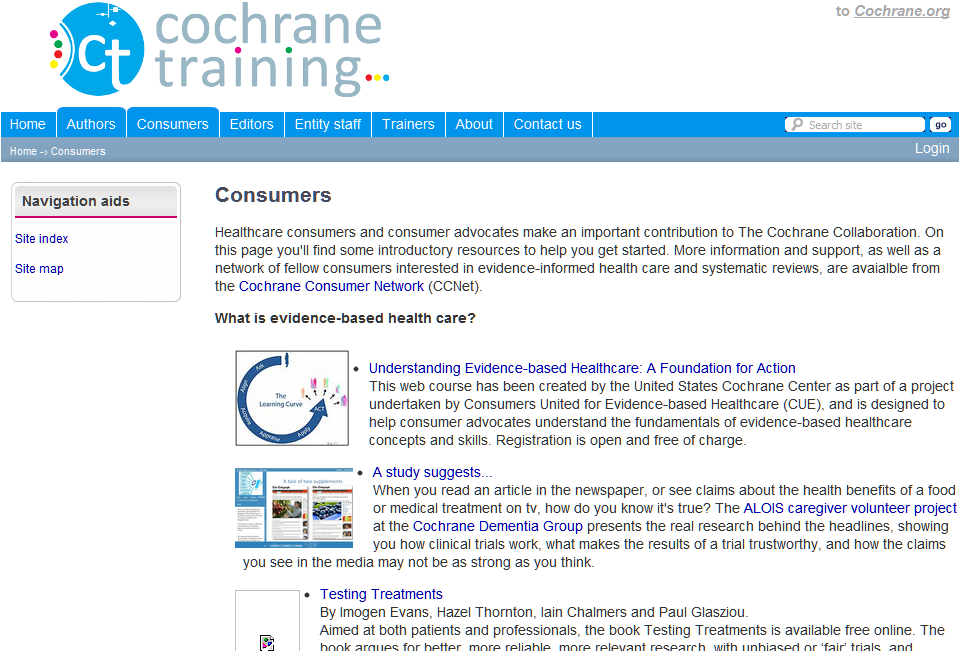 to Cochrane.org
Ct
cochrane
training
Home
Authors
Consumers
Editors
Entity staff
Trainers
About
Contact us
Search site
go
Home -> Consumers
Login
Navigation aids
Site index
Site map
Consumers
Healthcare consumers and consumer advocates make an important contribution to The Cochrane Collaboration. On
this page you'll find some introductory resources to help you get started. More information and support, as well as a
network of fellow consumers interested in evidence-informed health care and systematic reviews, are avaialble from
the Cochrane Consumer Network (CCNet).
What is evidence-based health care?
Ask
Align
Acquire
Appraise
Apply
ACT
The
Learning Curve
• Understanding Evidence-based Healthcare: A Foundation for Action
This web course has been created by the United States Cochrane Center as part of a project
undertaken by Consumers United for Evidence-based Healthcare (CUE), and is designed to
help consumer advocates understand the fundamentals of evidence-based healthcare
concepts and skills. Registration is open and free of charge.
A tale of two supplements
• A study suggests...
When you read an article in the newspaper, or see claims about the health benefits of a food
or medical treatment on tv, how do you know it's true? The ALOIS caregiver volunteer project
at the Cochrane Dementia Group presents the real research behind the headlines, showing
you how clinical trials work, what makes the results of a trial trustworthy, and how the claims
you see in the media may not be as strong as you think.
• Testing Treatments
By Imogen Evans, Hazel Thornton, Iain Chalmers and Paul Glasziou.
Aimed at both patients and professionals, the book Testing Treatments is available free online. The
book argues for better, more reliable, more relevant research, with unbiased or 'fair' trials, and